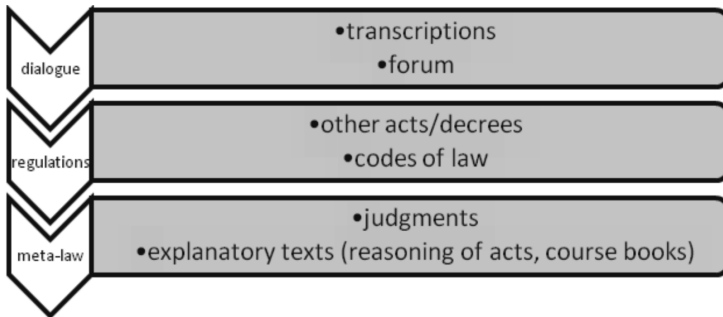 dialogue
•transcriptions
•forum
regulations
•other acts/decrees
•codes of law
meta-law
•judgments
•explanatory texts (reasoning of acts, course books)